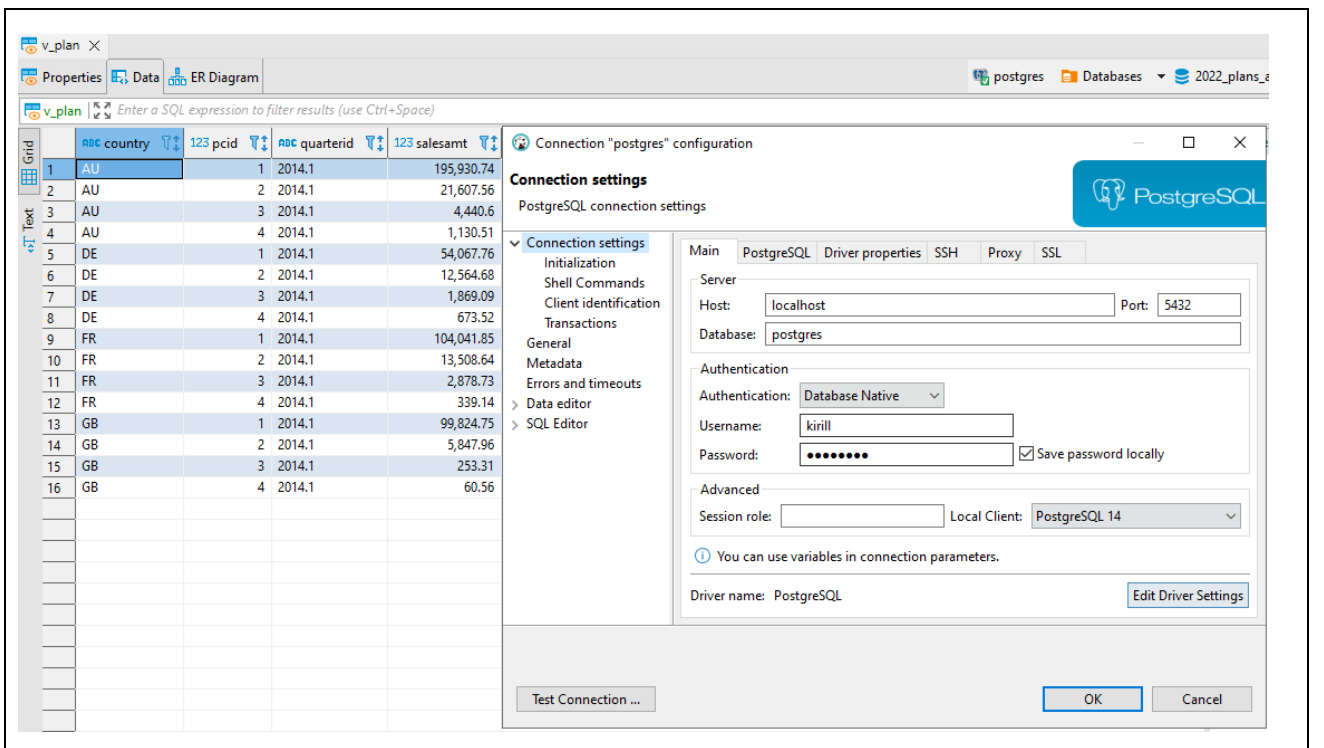 v_plan
Properties Data ER Diagram postgres Databases 2022_plans_a
v_plan Enter a SQL expression to filter results (use Ctrl+Space)
Grid
Text
ABC country 123 pcid ABC quarterid 123 salesamt
1 AU 1 2014.1 195,930.74
2 AU 2 2014.1 21,607.56
3 AU 3 2014.1 4,440.6
4 AU 4 2014.1 1,130.51
5 DE 1 2014.1 54,067.76
6 DE 2 2014.1 12,564.68
7 DE 3 2014.1 1,869.09
8 DE 4 2014.1 673.52
9 FR 1 2014.1 104,041.85
10 FR 2 2014.1 13,508.64
11 FR 3 2014.1 2,878.73
12 FR 4 2014.1 339.14
13 GB 1 2014.1 99,824.75
14 GB 2 2014.1 5,847.96
15 GB 3 2014.1 253.31
16 GB 4 2014.1 60.56
Connection "postgres" configuration
Connection settings
PostgreSQL connection settings
PostgreSQL
Connection settings
Initialization
Shell Commands
Client identification
Transactions
General
Metadata
Errors and timeouts
Data editor
SQL Editor
Main PostgreSQL Driver properties SSH Proxy SSL
Server
Host: localhost Port: 5432
Database: postgres
Authentication
Authentication: Database Native
Username: kirill
Password: ●●●●●●●● Save password locally
Advanced
Session role: Local Client: PostgreSQL 14
You can use variables in connection parameters.
Driver name: PostgreSQL Edit Driver Settings
Test Connection ... OK Cancel